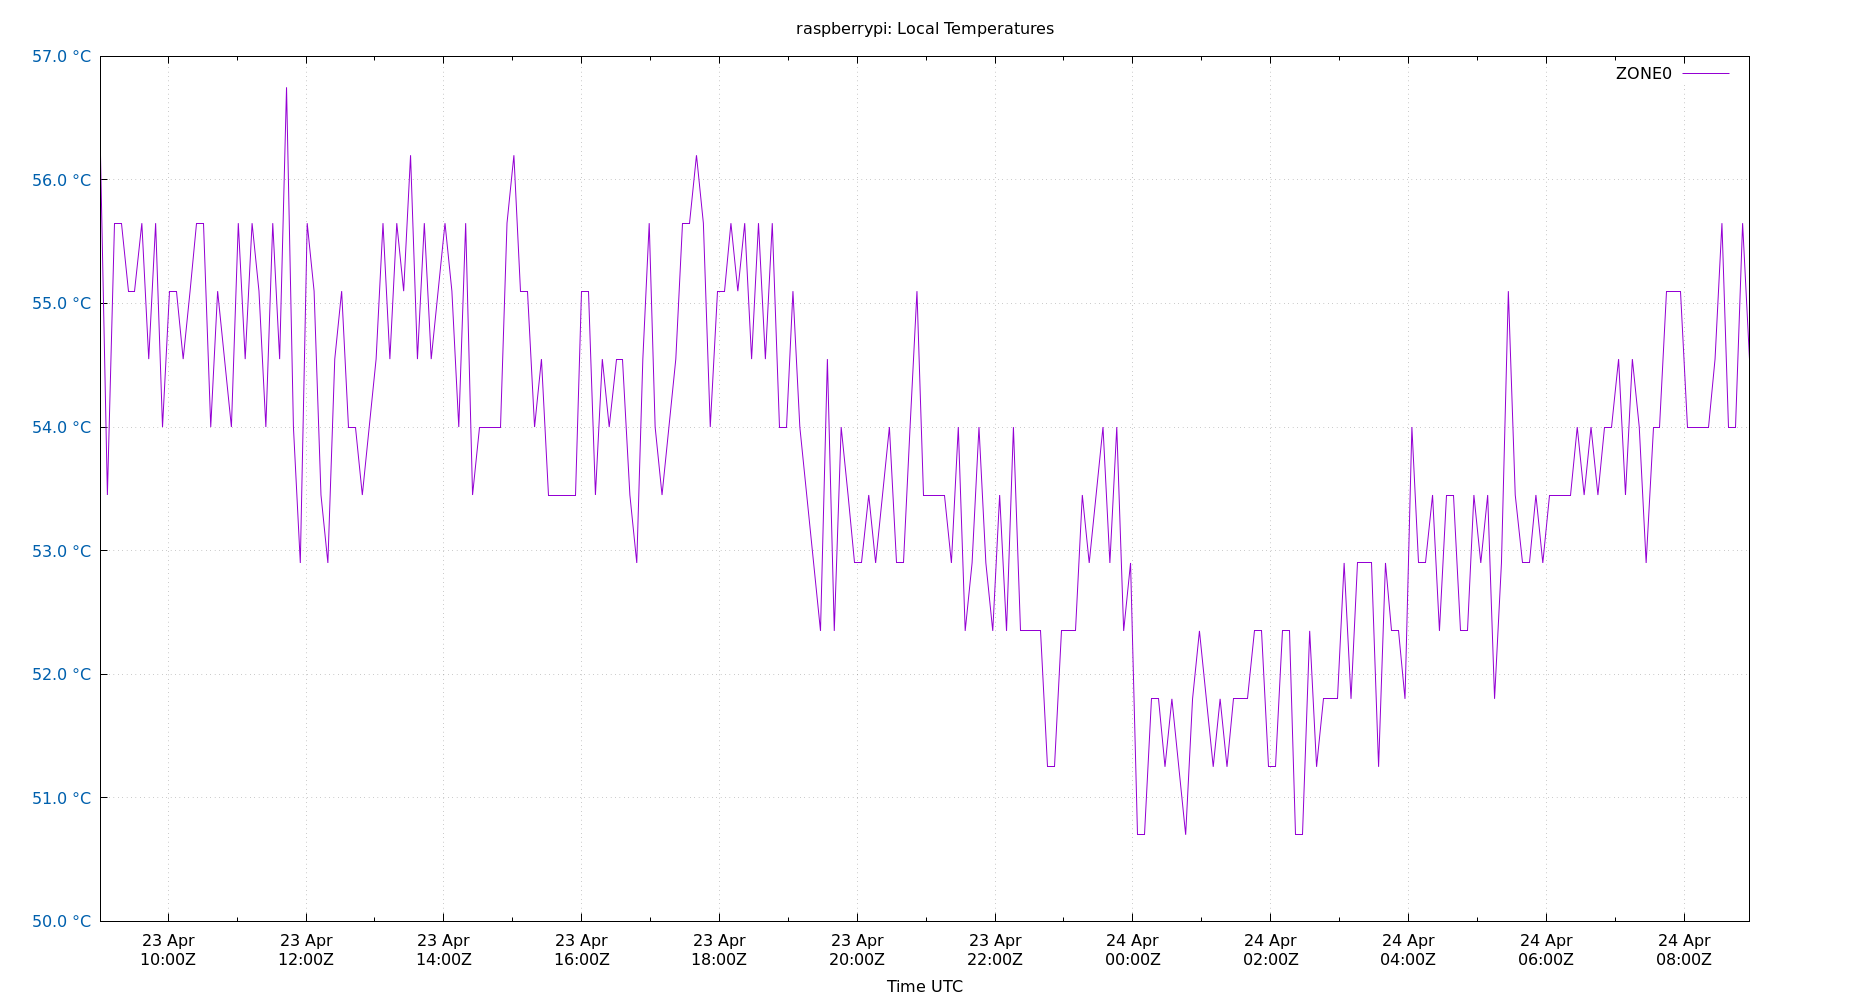 raspberrypi: Local Temperatures
57.0 °C
ZONE0
56.0 °C
55.0 °C
54.0 °C
53.0 °C
52.0 °C
51.0 °C
50.0 °C
23 Apr 23 Apr 23 Apr 23 Apr 23 Apr 23 Apr 23 Apr 24 Apr 24 Apr 24 Apr 24 Apr 24 Apr
10:00Z 12:00Z 14:00Z 16:00Z 18:00Z 20:00Z 22:00Z 00:00Z 02:00Z 04:00Z 06:00Z 08:00Z
Time UTC